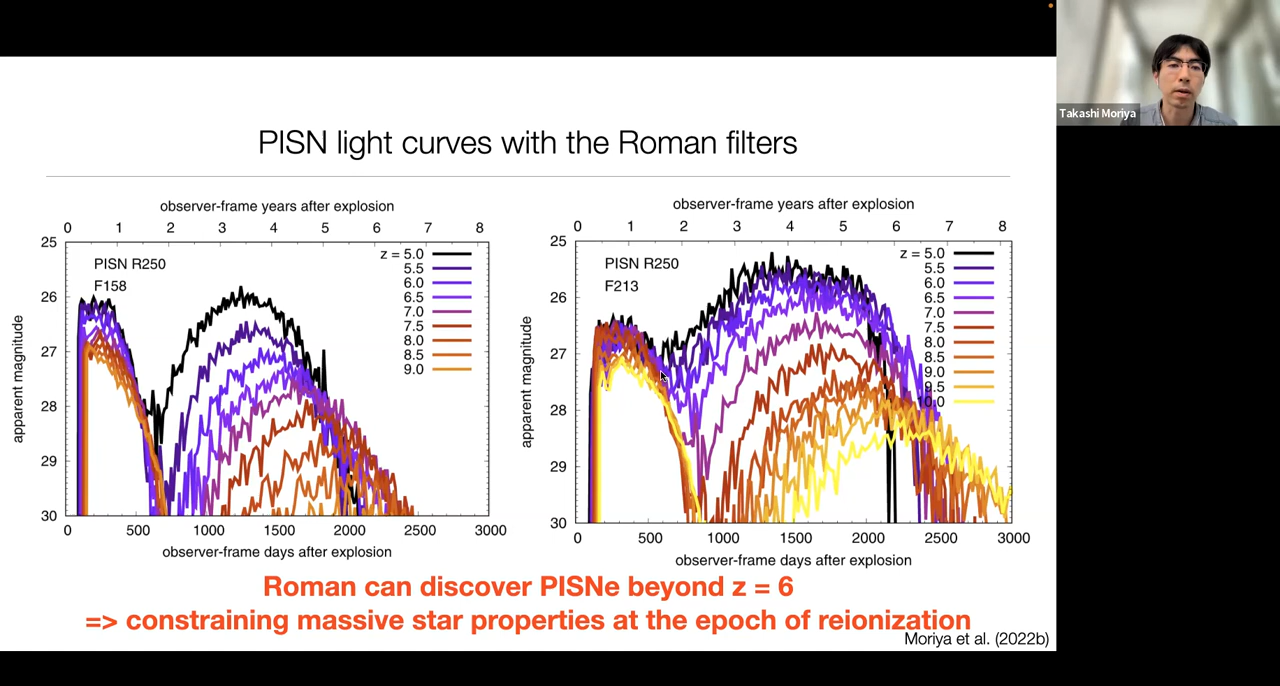 Takashi Moriya
PISN light curves with the Roman filters
observer-frame years after explosion
0 1 2 3 4 5 6 7 8
25
26
27
28
29
30
apparent magnitude
PISN R250
F158
z = 5.0
5.5
6.0
6.5
7.0
7.5
8.0
8.5
9.0
0 500 1000 1500 2000 2500 3000
observer-frame days after explosion
observer-frame years after explosion
0 1 2 3 4 5 6 7 8
25
26
27
28
29
30
apparent magnitude
PISN R250
F213
z = 5.0
5.5
6.0
6.5
7.0
7.5
8.0
8.5
9.0
9.5
10.0
0 500 1000 1500 2000 2500 3000
observer-frame days after explosion
Roman can discover PISNe beyond z = 6
=> constraining massive star properties at the epoch of reionization
Moriya et al. (2022b)